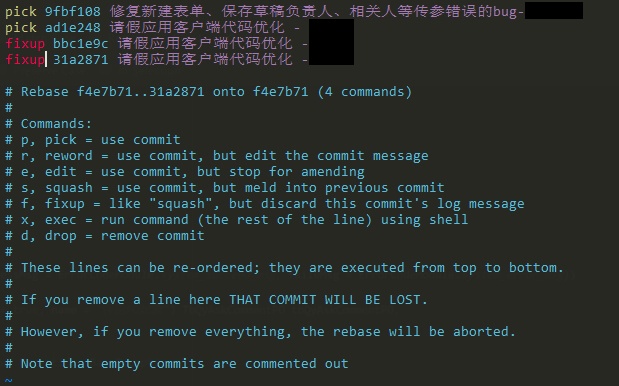 pick 9fbf108 修复新建表单、保存草稿负责人、相关人等传参错误的bug-
pick ad1e248 请假应用客户端代码优化 -
fixup bbc1e9c 请假应用客户端代码优化 -
fixup 31a2871 请假应用客户端代码优化 -
# Rebase f4e7b71..31a2871 onto f4e7b71 (4 commands)
#
# Commands:
# p, pick = use commit
# r, reword = use commit, but edit the commit message
# e, edit = use commit, but stop for amending
# s, squash = use commit, but meld into previous commit
# f, fixup = like "squash", but discard this commit's log message
# x, exec = run command (the rest of the line) using shell
# d, drop = remove commit
#
# These lines can be re-ordered; they are executed from top to bottom.
#
# If you remove a line here THAT COMMIT WILL BE LOST.
#
# However, if you remove everything, the rebase will be aborted.
#
# Note that empty commits are commented out
~